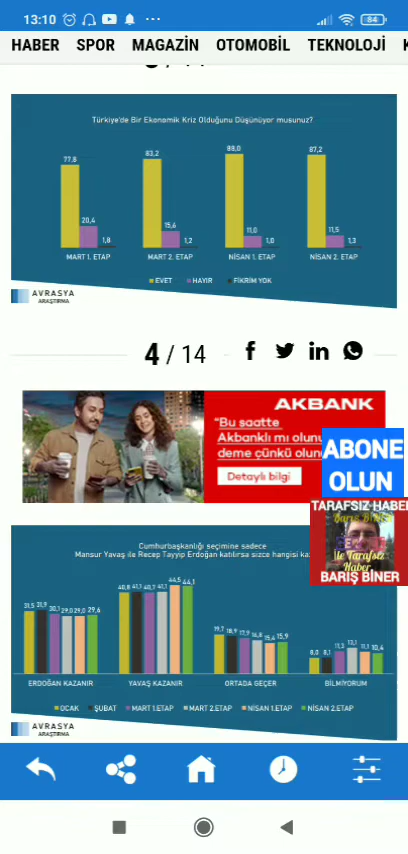 13:10
84
HABER SPOR MAGAZİN OTOMOBİL TEKNOLOJİ
Türkiye'de Bir Ekonomik Kriz Olduğunu Düşünüyor musunuz?
77,8 20,4 1,8
83,2 15,6 1,2
88,0 11,0 1,0
87,2 11,5 1,3
MART 1. ETAP MART 2. ETAP NİSAN 1. ETAP NİSAN 2. ETAP
EVET HAYIR FİKRİM YOK
AVRASYA
ARAŞTIRMA
4 / 14
AKBANK
"Bu saatte
Akbanklı mı olunu
deme çünkü olunu
Detaylı bilgi
ABONE
OLUN
TARAFSIZ HABER
Barış Biner
İle Tarafsız
Haber.
BARIŞ BİNER
Cumhurbaşkanlığı seçimine sadece
Mansur Yavaş ile Recep Tayyip Erdoğan katılırsa sizce hangisi ka
31,5 31,9 30,1 29,0 29,0 29,6
40,8 41,1 40,7 41,1 44,5 44,1
19,7 18,9 17,9 16,8 15,4 15,9
8,0 8,1 11,3 13,1 11,1 10,4
ERDOĞAN KAZANIR YAVAŞ KAZANIR ORTADA GEÇER BİLMİYORUM
OCAK ŞUBAT MART 1.ETAP MART 2.ETAP NİSAN 1.ETAP NİSAN 2.ETAP
AVRASYA
ARAŞTIRMA